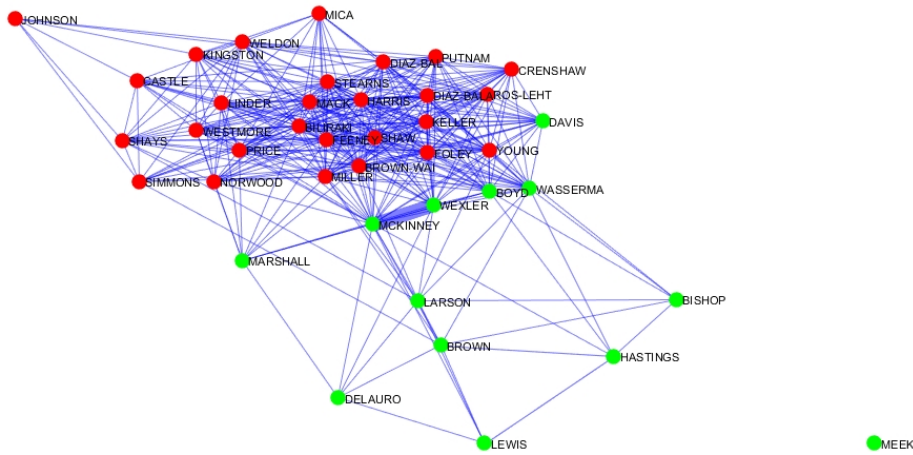 JOHNSON
MICA
WELDON
KINGSTON
PUTNAM
DIAZ-BAL
CRENSHAW
CASTLE
STEARNS
DIAZ-BALA
ROS-LEHT
LINDER
MACK
HARRIS
DAVIS
KELLER
WESTMORE
BILIRAKI
FEENEY
SHAW
SHAYS
PRICE
FOLEY
YOUNG
BROWN-WAI
MILLER
SIMMONS
NORWOOD
BOYD
WASSERMA
WEXLER
MCKINNEY
MARSHALL
LARSON
BISHOP
BROWN
HASTINGS
DELAURO
LEWIS
MEEK